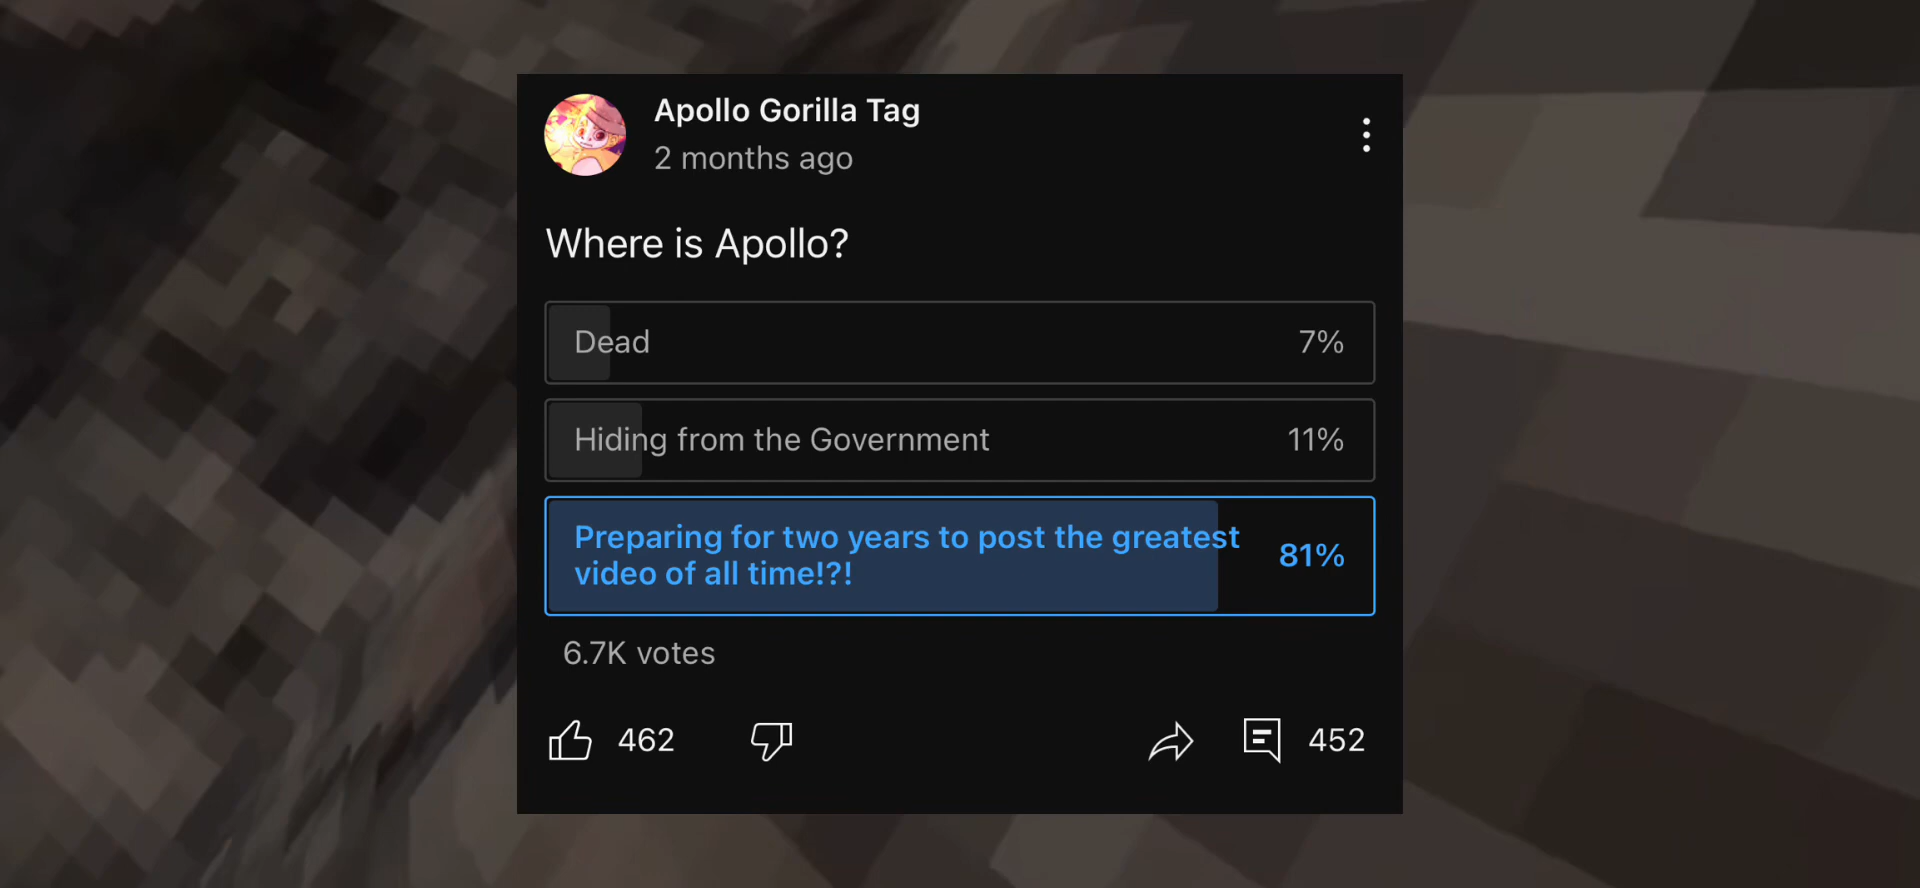 Apollo Gorilla Tag
2 months ago
Where is Apollo?
Dead 7%
Hiding from the Government 11%
Preparing for two years to post the greatest
video of all time!?! 81%
6.7K votes
462 452